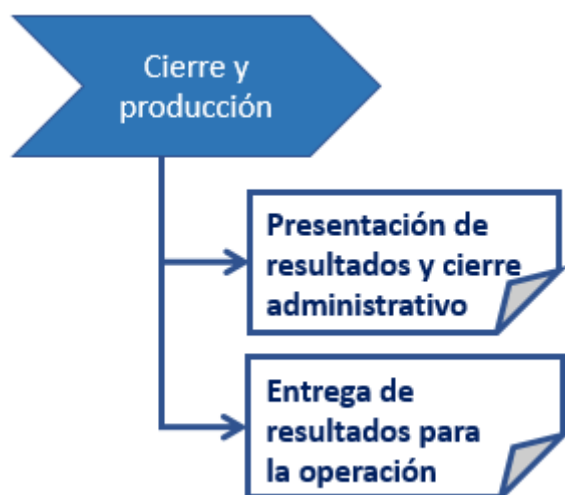 Cierre y
producción
Presentación de
resultados y cierre
administrativo
Entrega de
resultados para
la operación